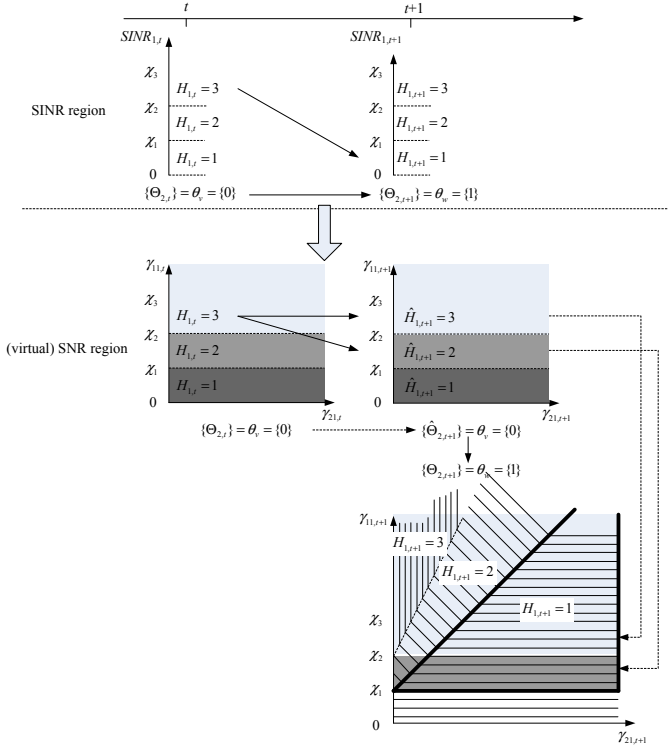 t
t+1
SINR₁,ₜ
SINR₁,ₜ₊₁
χ₃
χ₃
H₁,ₜ = 3
H₁,ₜ₊₁ = 3
χ₂
χ₂
SINR region
H₁,ₜ = 2
H₁,ₜ₊₁ = 2
χ₁
χ₁
H₁,ₜ = 1
H₁,ₜ₊₁ = 1
0
0
{Θ₂,ₜ} = θᵥ = {0}
{Θ₂,ₜ₊₁} = θ_w = {1}
γ₁₁,ₜ
γ₁₁,ₜ₊₁
χ₃
χ₃
H₁,ₜ = 3
Ĥ₁,ₜ₊₁ = 3
χ₂
χ₂
(virtual) SNR region
H₁,ₜ = 2
Ĥ₁,ₜ₊₁ = 2
χ₁
χ₁
H₁,ₜ = 1
Ĥ₁,ₜ₊₁ = 1
0
0
γ₂₁,ₜ
γ₂₁,ₜ₊₁
{Θ₂,ₜ} = θᵥ = {0}
{Θ̂₂,ₜ₊₁} = θᵥ = {0}
{Θ₂,ₜ₊₁} = θ_w = {1}
γ₁₁,ₜ₊₁
H₁,ₜ₊₁ = 3
H₁,ₜ₊₁ = 2
H₁,ₜ₊₁ = 1
χ₃
χ₂
χ₁
0
γ₂₁,ₜ₊₁